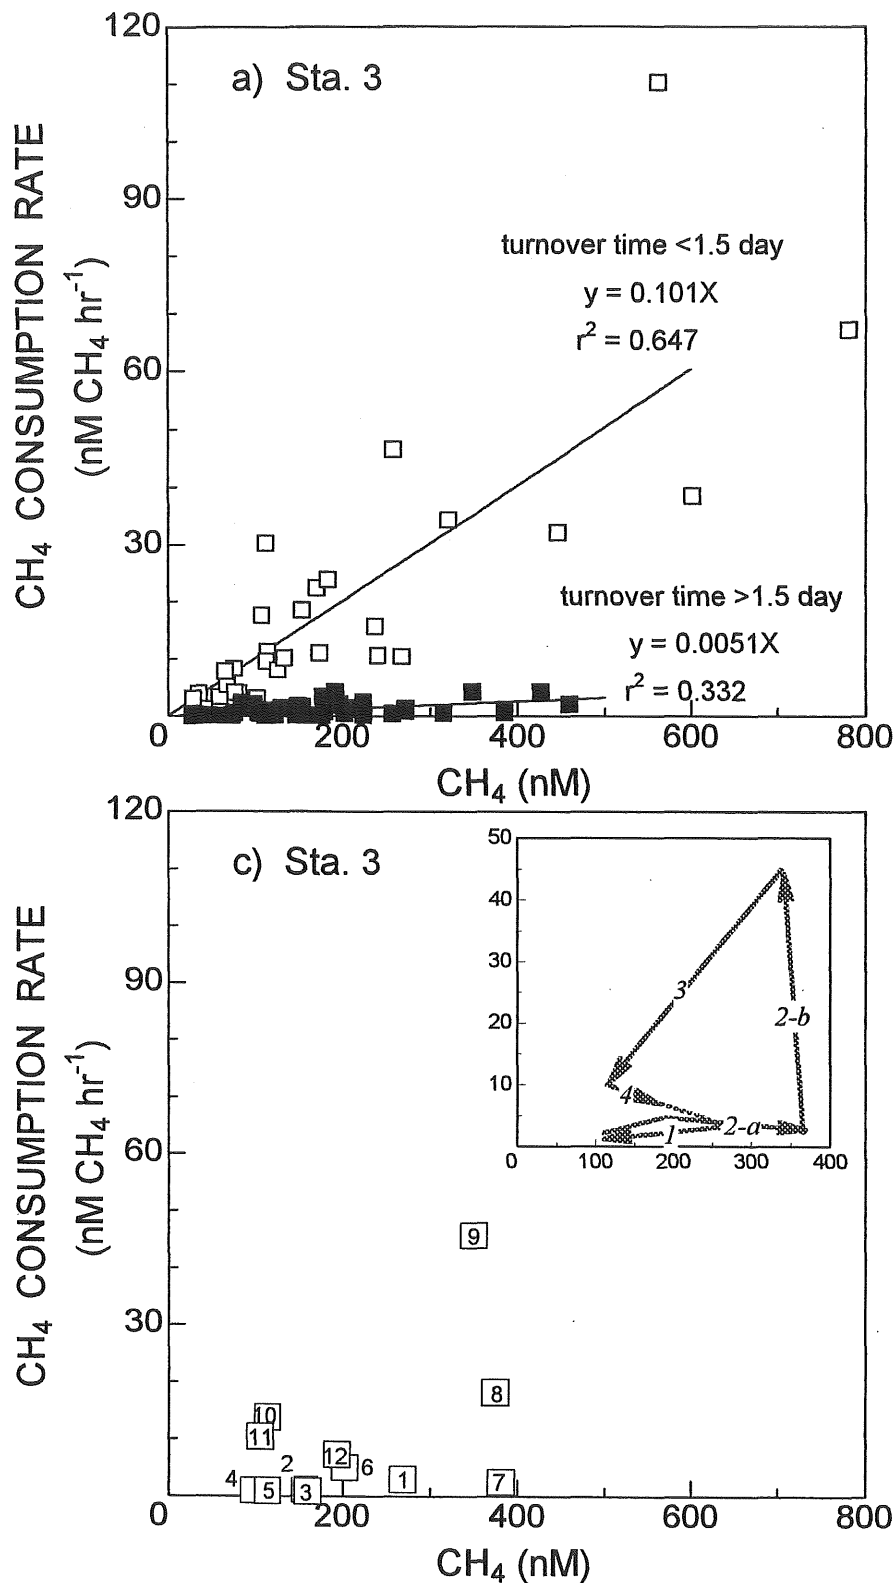 120
a) Sta. 3
90
turnover time <1.5 day
y = 0.101X
r² = 0.647
60
CH₄ CONSUMPTION RATE
(nM CH₄ hr⁻¹)
30
turnover time >1.5 day
y = 0.0051X
r² = 0.332
0 200 400 600 800
CH₄ (nM)
120
c) Sta. 3
50
40
30
20
10
3
2-b
4
2-a
1
0 100 200 300 400
90
60
CH₄ CONSUMPTION RATE
(nM CH₄ hr⁻¹)
30
9
8
10
11
12
6
2
4
5
3
1
7
0 200 400 600 800
CH₄ (nM)